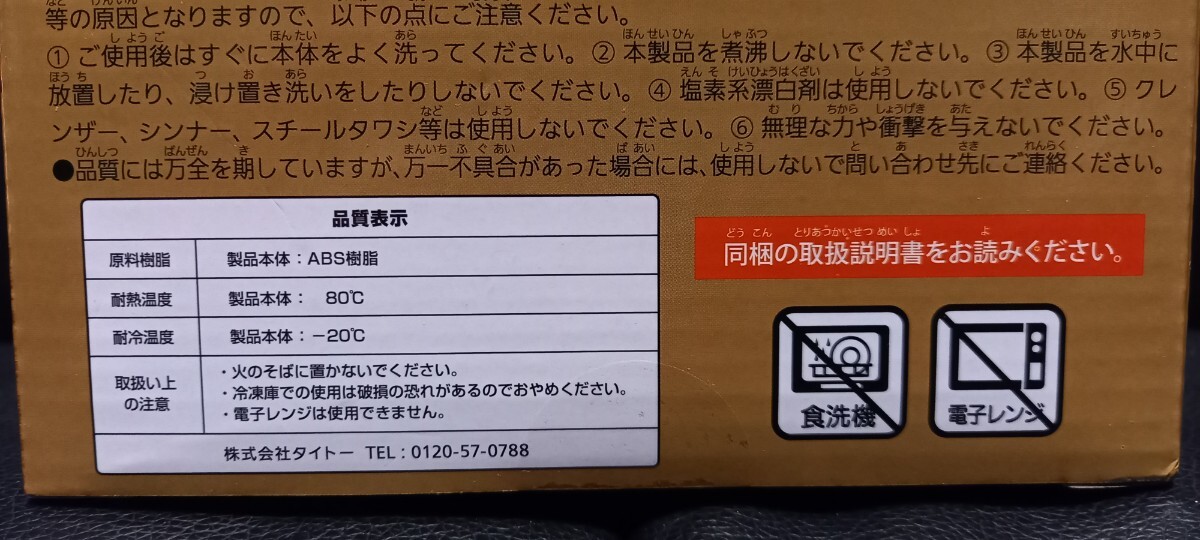 等の原因となりますので、以下の点にご注意ください。
① ご使用後はすぐに本体をよく洗ってください。② 本製品を煮沸しないでください。③ 本製品を水中に
放置したり、浸け置き洗いをしたりしないでください。④ 塩素系漂白剤は使用しないでください。⑤ クレ
ンザー、シンナー、スチールタワシ等は使用しないでください。⑥ 無理な力や衝撃を与えないでください。
●品質には万全を期していますが、万一不具合があった場合には、使用しないで問い合わせ先にご連絡ください。
品質表示
原料樹脂 製品本体：ABS樹脂
耐熱温度 製品本体： 80℃
耐冷温度 製品本体：−20℃
取扱い上
の注意
・火のそばに置かないでください。
・冷凍庫での使用は破損の恐れがあるのでおやめください。
・電子レンジは使用できません。
株式会社タイトー TEL：0120-57-0788
どう こん とりあつかいせつ めい しょ よ
同梱の取扱説明書をお読みください。
食洗機
電子レンジ